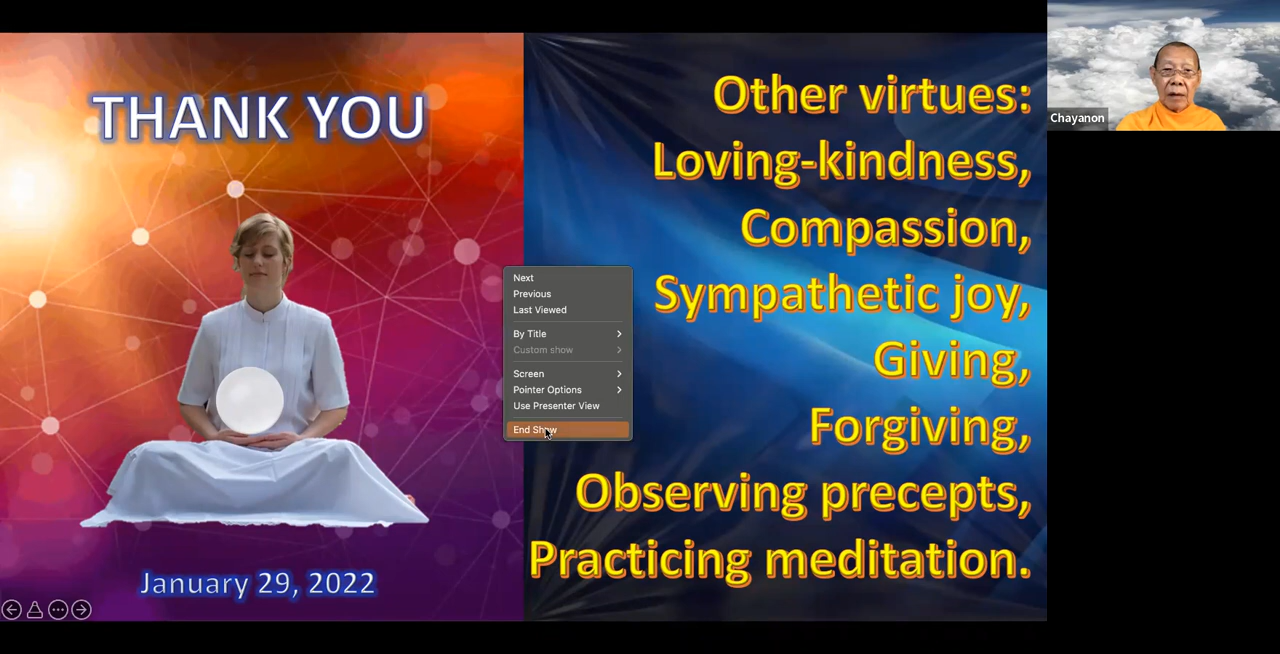 THANK YOU
January 29, 2022
Next
Previous
Last Viewed
By Title
Custom show
Screen
Pointer Options
Use Presenter View
End Show
Other virtues:
Loving-kindness,
Compassion,
Sympathetic joy,
Giving,
Forgiving,
Observing precepts,
Practicing meditation.
Chayanon